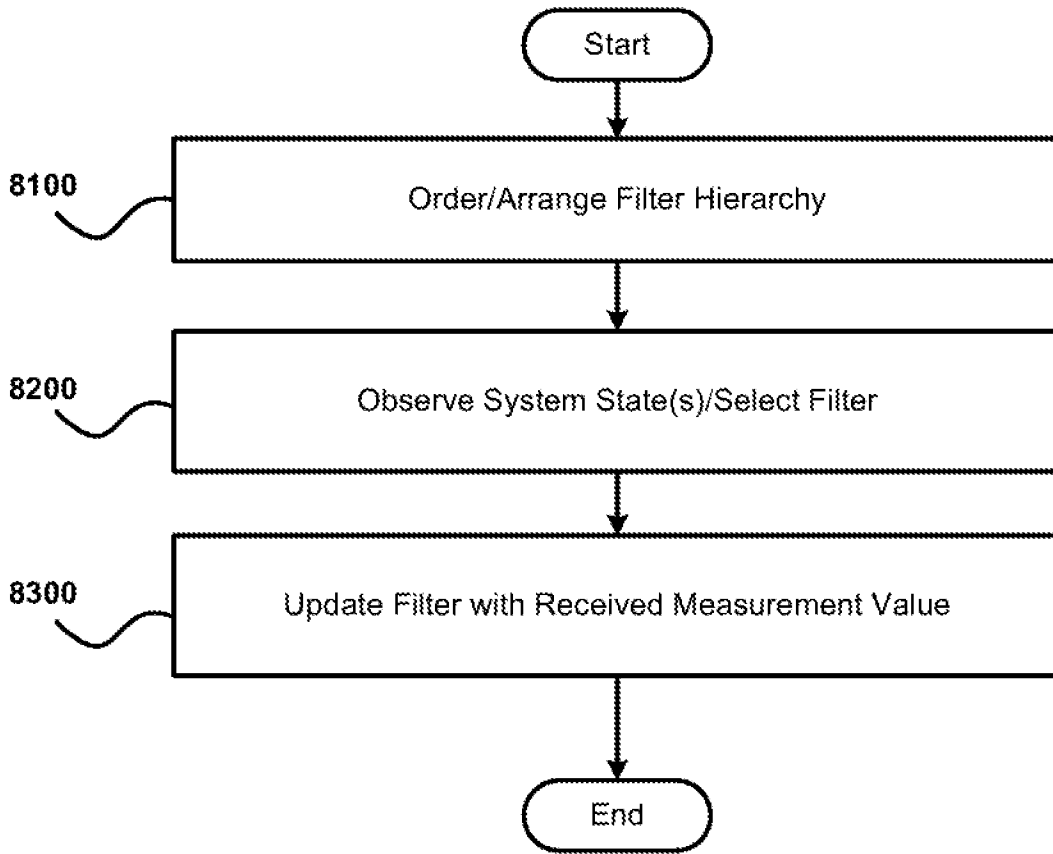 Start
8100
Order/Arrange Filter Hierarchy
8200
Observe System State(s)/Select Filter
8300
Update Filter with Received Measurement Value
End